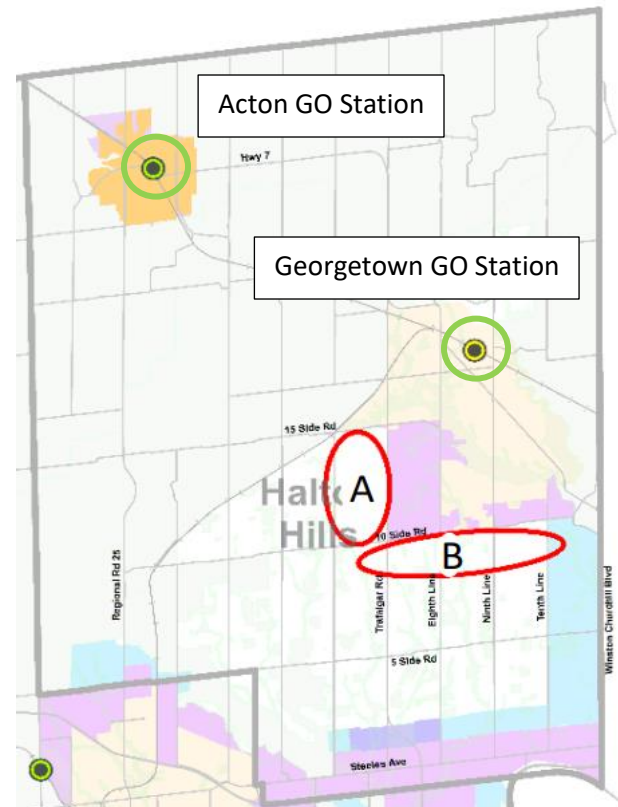 Acton GO Station
Hwy 7
Georgetown GO Station
15 Side Rd
A
Halton
Hills
10 Side Rd
B
Regional Rd 25
Trafalgar Rd
Eighth Line
Ninth Line
Tenth Line
Winston Churchill Blvd
5 Side Rd
Steeles Ave